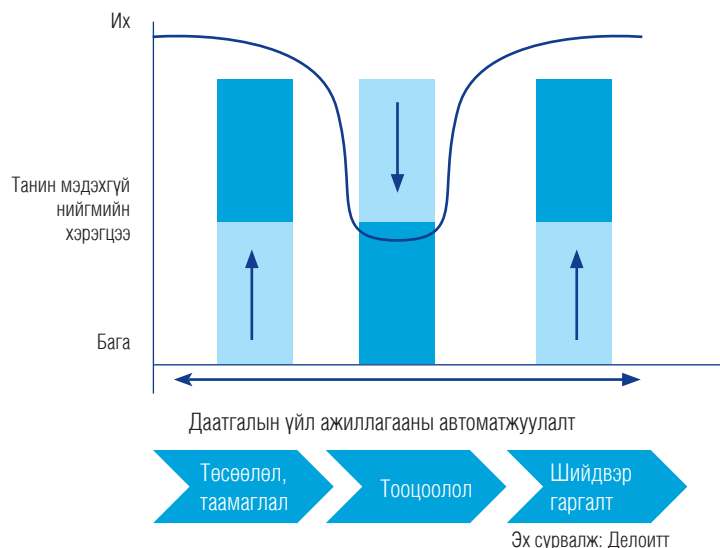 Их
Танин мэдэхгүй
нийгмийн
хэрэгцээ
Бага
Даатгалын үйл ажиллагааны автоматжуулалт
Төсөөлөл,
таамаглал
Тооцоолол
Шийдвэр
гаргалт
Эх сурвалж: Делоитт